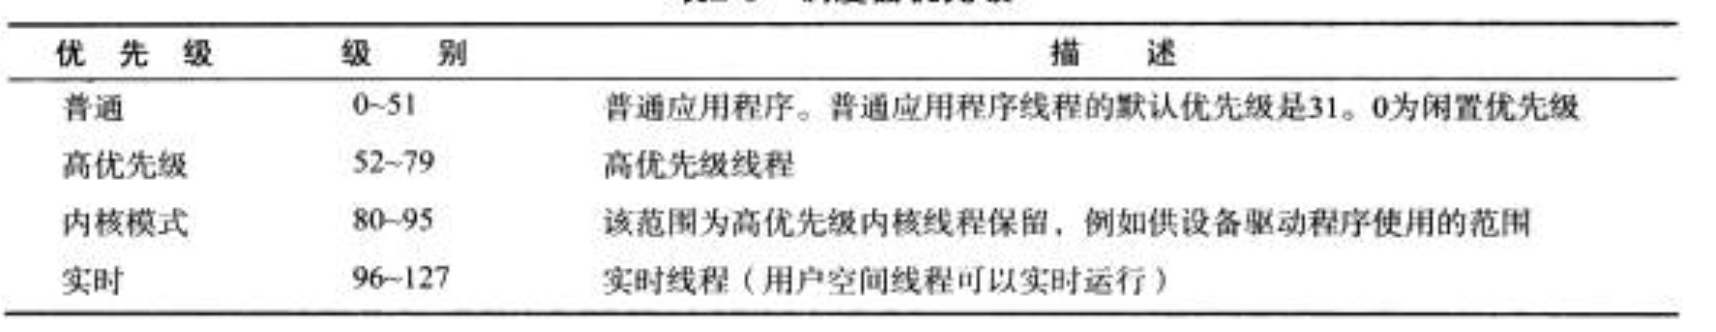 优先级 级别 描述
普通 0~51 普通应用程序。普通应用程序线程的默认优先级是31。0为闲置优先级
高优先级 52~79 高优先级线程
内核模式 80~95 该范围为高优先级内核线程保留，例如供设备驱动程序使用的范围
实时 96~127 实时线程（用户空间线程可以实时运行）